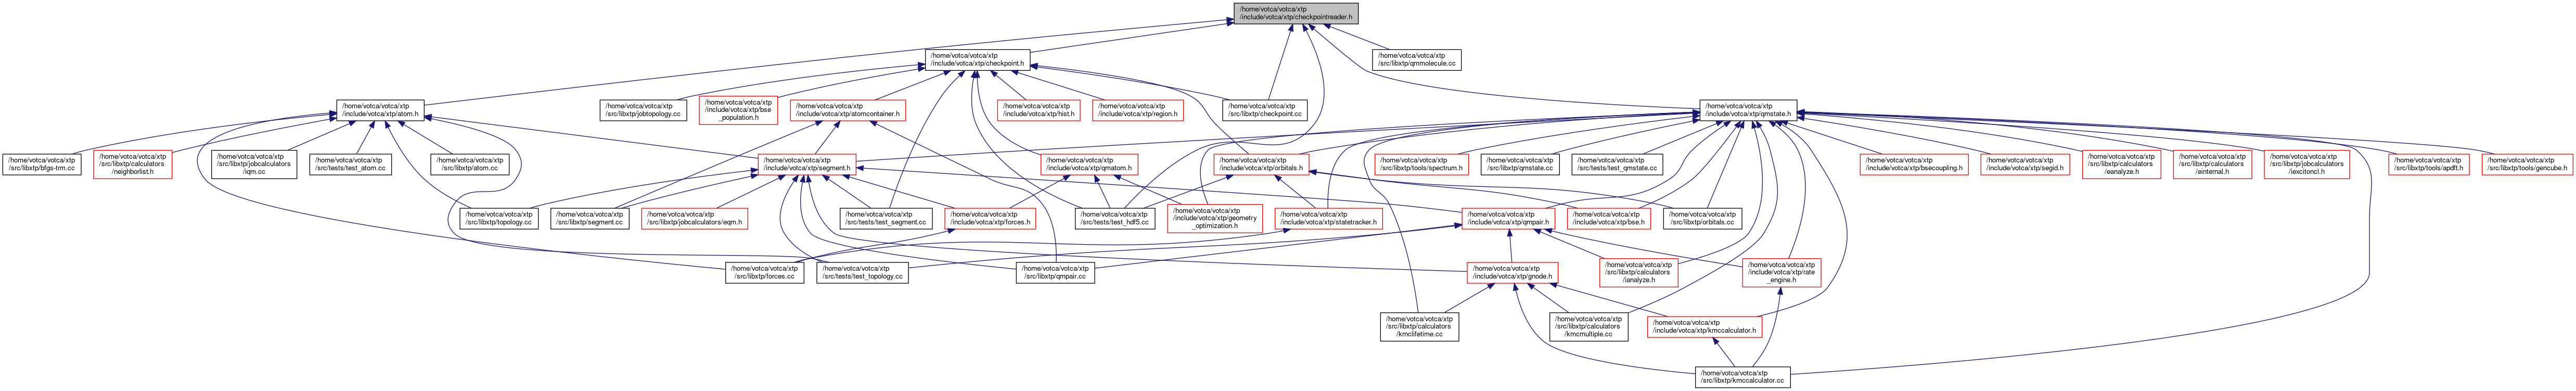 /home/votca/votca/xtp
/include/votca/xtp/checkpointreader.h
/home/votca/votca/xtp
/include/votca/xtp/checkpoint.h
/home/votca/votca/xtp
/src/libxtp/qmmolecule.cc
/home/votca/votca/xtp
/include/votca/xtp/atom.h
/home/votca/votca/xtp
/src/libxtp/jobtopology.cc
/home/votca/votca/xtp
/include/votca/xtp/bse
_population.h
/home/votca/votca/xtp
/include/votca/xtp/atomcontainer.h
/home/votca/votca/xtp
/include/votca/xtp/hist.h
/home/votca/votca/xtp
/include/votca/xtp/region.h
/home/votca/votca/xtp
/src/libxtp/checkpoint.cc
/home/votca/votca/xtp
/include/votca/xtp/qmstate.h
/home/votca/votca/xtp
/src/libxtp/bfgs-trm.cc
/home/votca/votca/xtp
/src/libxtp/calculators
/neighborlist.h
/home/votca/votca/xtp
/src/libxtp/jobcalculators
/iqm.cc
/home/votca/votca/xtp
/src/tests/test_atom.cc
/home/votca/votca/xtp
/src/libxtp/atom.cc
/home/votca/votca/xtp
/include/votca/xtp/segment.h
/home/votca/votca/xtp
/include/votca/xtp/qmatom.h
/home/votca/votca/xtp
/include/votca/xtp/orbitals.h
/home/votca/votca/xtp
/src/libxtp/tools/spectrum.h
/home/votca/votca/xtp
/src/libxtp/qmstate.cc
/home/votca/votca/xtp
/src/tests/test_qmstate.cc
/home/votca/votca/xtp
/include/votca/xtp/bsecoupling.h
/home/votca/votca/xtp
/include/votca/xtp/segid.h
/home/votca/votca/xtp
/src/libxtp/calculators
/eanalyze.h
/home/votca/votca/xtp
/src/libxtp/calculators
/einternal.h
/home/votca/votca/xtp
/src/libxtp/jobcalculators
/iexcitoncl.h
/home/votca/votca/xtp
/src/libxtp/tools/apdft.h
/home/votca/votca/xtp
/src/libxtp/tools/gencube.h
/home/votca/votca/xtp
/src/libxtp/topology.cc
/home/votca/votca/xtp
/src/libxtp/segment.cc
/home/votca/votca/xtp
/src/libxtp/jobcalculators/eqm.h
/home/votca/votca/xtp
/src/tests/test_segment.cc
/home/votca/votca/xtp
/include/votca/xtp/forces.h
/home/votca/votca/xtp
/src/tests/test_hdf5.cc
/home/votca/votca/xtp
/include/votca/xtp/geometry
_optimization.h
/home/votca/votca/xtp
/include/votca/xtp/statetracker.h
/home/votca/votca/xtp
/include/votca/xtp/qmpair.h
/home/votca/votca/xtp
/include/votca/xtp/bse.h
/home/votca/votca/xtp
/src/libxtp/orbitals.cc
/home/votca/votca/xtp
/src/libxtp/forces.cc
/home/votca/votca/xtp
/src/tests/test_topology.cc
/home/votca/votca/xtp
/src/libxtp/qmpair.cc
/home/votca/votca/xtp
/include/votca/xtp/gnode.h
/home/votca/votca/xtp
/src/libxtp/calculators
/ianalyze.h
/home/votca/votca/xtp
/include/votca/xtp/rate
_engine.h
/home/votca/votca/xtp
/src/libxtp/calculators
/kmclifetime.cc
/home/votca/votca/xtp
/src/libxtp/calculators
/kmcmultiple.cc
/home/votca/votca/xtp
/include/votca/xtp/kmccalculator.h
/home/votca/votca/xtp
/src/libxtp/kmccalculator.cc